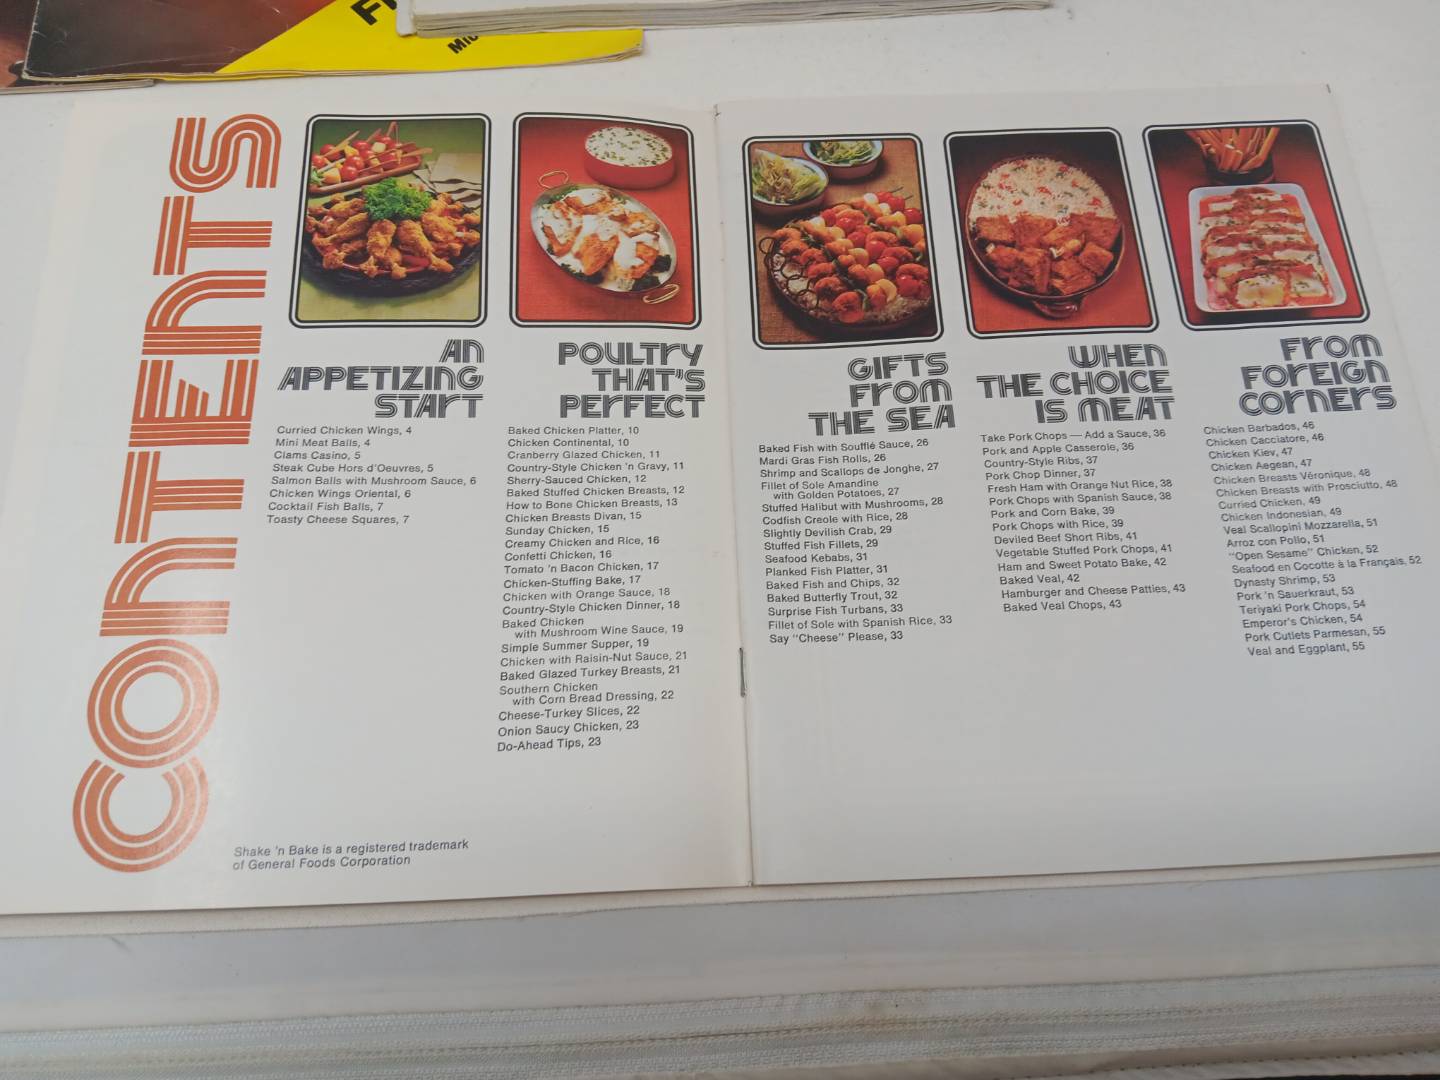 MIC
CONTENTS
AN
APPETIZING
START
Curried Chicken Wings, 4
Mini Meat Balls, 4
Clams Casino, 5
Steak Cube Hors d'Oeuvres, 5
Salmon Balls with Mushroom Sauce, 6
Chicken Wings Oriental, 6
Cocktail Fish Balls, 7
Toasty Cheese Squares, 7
POULTRY
THAT'S
PERFECT
Baked Chicken Platter, 10
Chicken Continental, 10
Cranberry Glazed Chicken, 11
Country-Style Chicken 'n Gravy, 11
Sherry-Sauced Chicken, 12
Baked Stuffed Chicken Breasts, 12
How to Bone Chicken Breasts, 13
Chicken Breasts Divan, 15
Sunday Chicken, 15
Creamy Chicken and Rice, 16
Confetti Chicken, 16
Tomato 'n Bacon Chicken, 17
Chicken-Stuffing Bake, 17
Chicken with Orange Sauce, 18
Country-Style Chicken Dinner, 18
Baked Chicken
with Mushroom Wine Sauce, 19
Simple Summer Supper, 19
Chicken with Raisin-Nut Sauce, 21
Baked Glazed Turkey Breasts, 21
Southern Chicken
with Corn Bread Dressing, 22
Cheese-Turkey Slices, 22
Onion Saucy Chicken, 23
Do-Ahead Tips, 23
Shake 'n Bake is a registered trademark
of General Foods Corporation
GIFTS
FROM
THE SEA
Baked Fish with Soufflé Sauce, 26
Mardi Gras Fish Rolls, 26
Shrimp and Scallops de Jonghe, 27
Fillet of Sole Amandine
with Golden Potatoes, 27
Stuffed Halibut with Mushrooms, 28
Codfish Creole with Rice, 28
Slightly Devilish Crab, 29
Stuffed Fish Fillets, 29
Seafood Kebabs, 31
Planked Fish Platter, 31
Baked Fish and Chips, 32
Baked Butterfly Trout, 32
Surprise Fish Turbans, 33
Fillet of Sole with Spanish Rice, 33
Say "Cheese" Please, 33
WHEN
THE CHOICE
IS MEAT
Take Pork Chops — Add a Sauce, 36
Pork and Apple Casserole, 36
Country-Style Ribs, 37
Pork Chop Dinner, 37
Fresh Ham with Orange Nut Rice, 38
Pork Chops with Spanish Sauce, 38
Pork and Corn Bake, 39
Pork Chops with Rice, 39
Deviled Beef Short Ribs, 41
Vegetable Stuffed Pork Chops, 41
Ham and Sweet Potato Bake, 42
Baked Veal, 42
Hamburger and Cheese Patties, 43
Baked Veal Chops, 43
FROM
FOREIGN
CORNERS
Chicken Barbados, 46
Chicken Cacciatore, 46
Chicken Kiev, 47
Chicken Aegean, 47
Chicken Breasts Véronique, 48
Chicken Breasts with Prosciutto, 48
Curried Chicken, 49
Chicken Indonesian, 49
Veal Scallopini Mozzarella, 51
Arroz con Pollo, 51
"Open Sesame" Chicken, 52
Seafood en Cocotte à la Français, 52
Dynasty Shrimp, 53
Pork 'n Sauerkraut, 53
Teriyaki Pork Chops, 54
Emperor's Chicken, 54
Pork Cutlets Parmesan, 55
Veal and Eggplant, 55